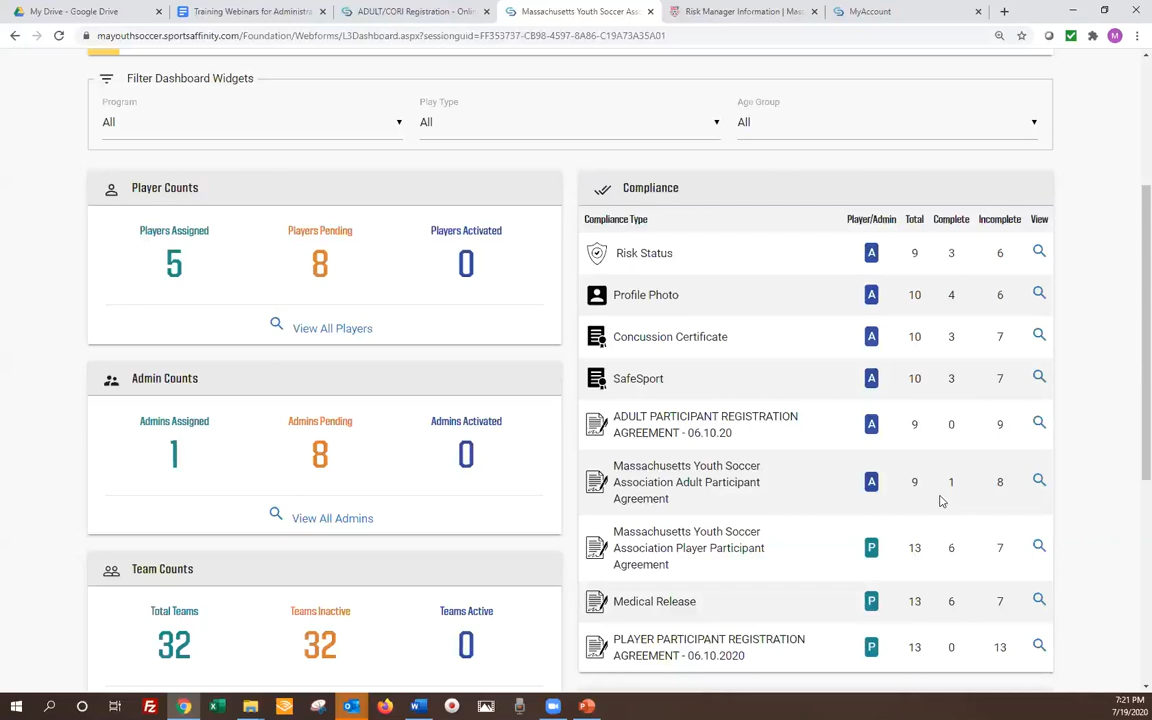 My Drive - Google Drive
Training Webinars for Administra
ADULT/CORI Registration - Onli
Massachusetts Youth Soccer Ass
Risk Manager Information | Mas
MyAccount
mayouthsoccer.sportsaffinity.com/Foundation/Webforms/L3Dashboard.aspx?sessionguid=FF353737-CB98-4597-8A86-C19A73A35A01
M
Filter Dashboard Widgets
Program
Play Type
Age Group
All
All
All
Player Counts
Players Assigned Players Pending Players Activated
5 8 0
View All Players
Admin Counts
Admins Assigned Admins Pending Admins Activated
1 8 0
View All Admins
Team Counts
Total Teams Teams Inactive Teams Active
32 32 0
Compliance
Compliance Type Player/Admin Total Complete Incomplete View
Risk Status A 9 3 6
Profile Photo A 10 4 6
Concussion Certificate A 10 3 7
SafeSport A 10 3 7
ADULT PARTICIPANT REGISTRATION
AGREEMENT - 06.10.20 A 9 0 9
Massachusetts Youth Soccer
Association Adult Participant A 9 1 8
Agreement
Massachusetts Youth Soccer
Association Player Participant P 13 6 7
Agreement
Medical Release P 13 6 7
PLAYER PARTICIPANT REGISTRATION
AGREEMENT - 06.10.2020 P 13 0 13
7:21 PM
7/19/2020